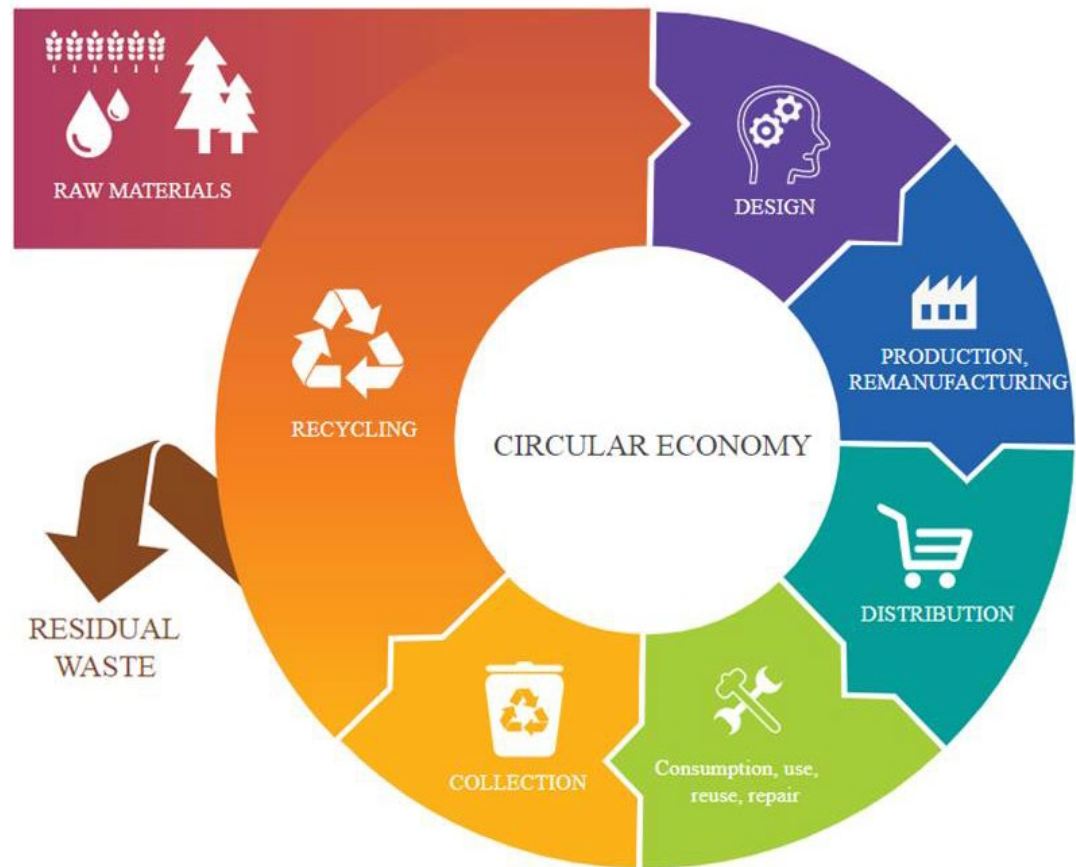 RAW MATERIALS
DESIGN
PRODUCTION,
REMANUFACTURING
RECYCLING
CIRCULAR ECONOMY
DISTRIBUTION
RESIDUAL
WASTE
COLLECTION
Consumption, use,
reuse, repair